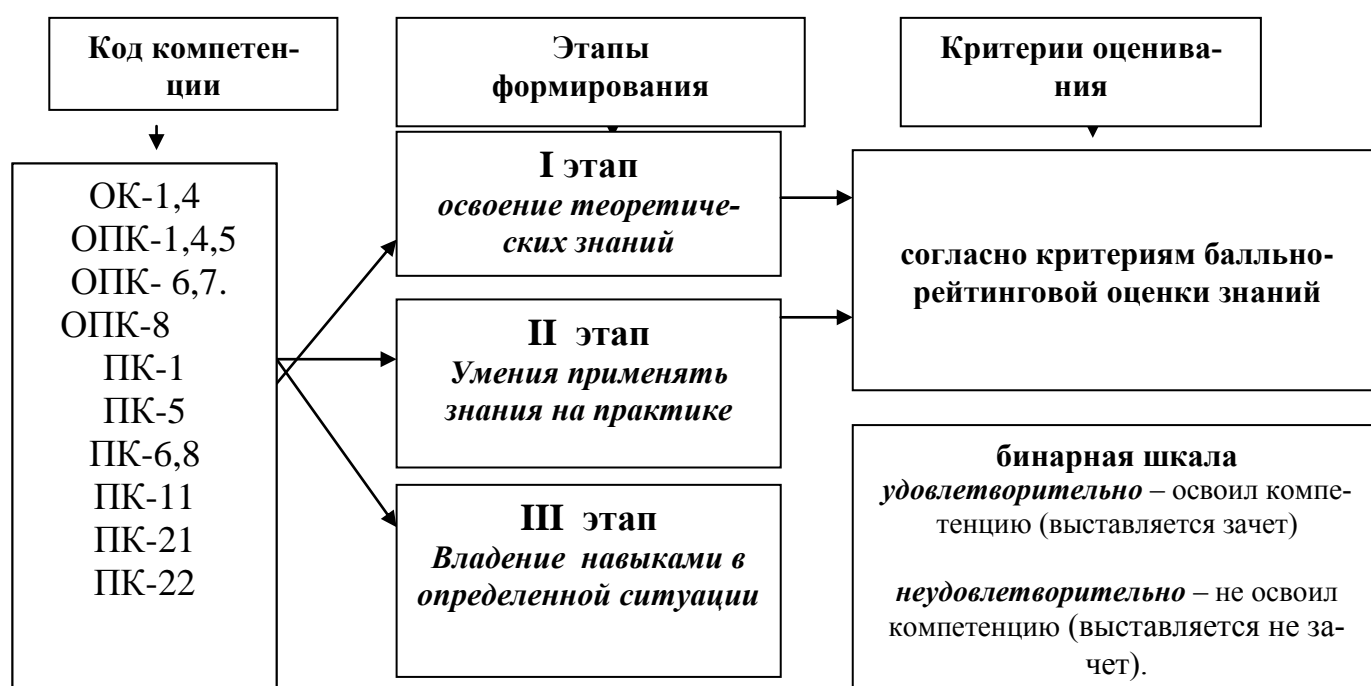 Код компетен-
ции
Этапы
формирования
Критерии оценива-
ния
ОК-1,4
ОПК-1,4,5
ОПК- 6,7.
ОПК-8
ПК-1
ПК-5
ПК-6,8
ПК-11
ПК-21
ПК-22
I этап
освоение теоретиче-
ских знаний
II этап
Умения применять
знания на практике
III этап
Владение навыками в
определенной ситуации
согласно критериям балльно-
рейтинговой оценки знаний
бинарная шкала
удовлетворительно – освоил компе-
тенцию (выставляется зачет)
неудовлетворительно – не освоил
компетенцию (выставляется не за-
чет).